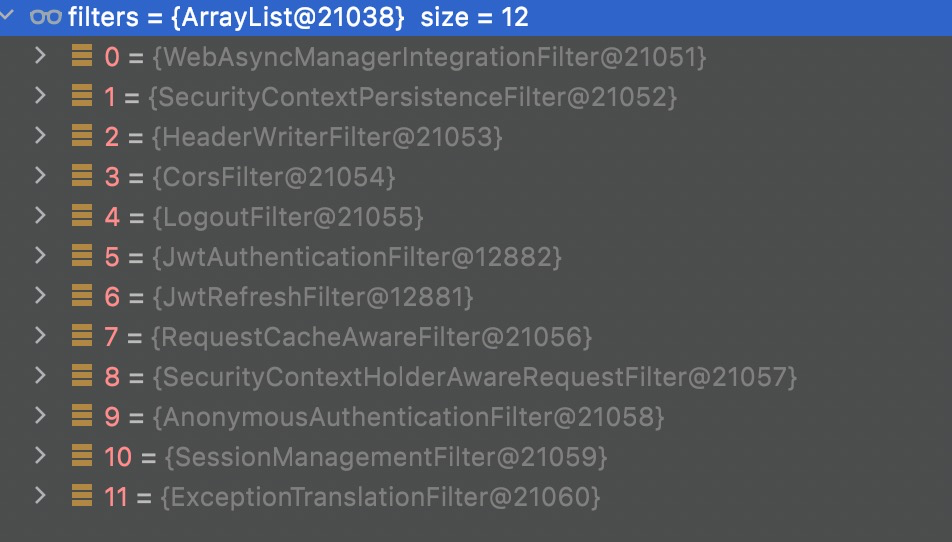 filters = {ArrayList@21038} size = 12
0 = {WebAsyncManagerIntegrationFilter@21051}
1 = {SecurityContextPersistenceFilter@21052}
2 = {HeaderWriterFilter@21053}
3 = {CorsFilter@21054}
4 = {LogoutFilter@21055}
5 = {JwtAuthenticationFilter@12882}
6 = {JwtRefreshFilter@12881}
7 = {RequestCacheAwareFilter@21056}
8 = {SecurityContextHolderAwareRequestFilter@21057}
9 = {AnonymousAuthenticationFilter@21058}
10 = {SessionManagementFilter@21059}
11 = {ExceptionTranslationFilter@21060}